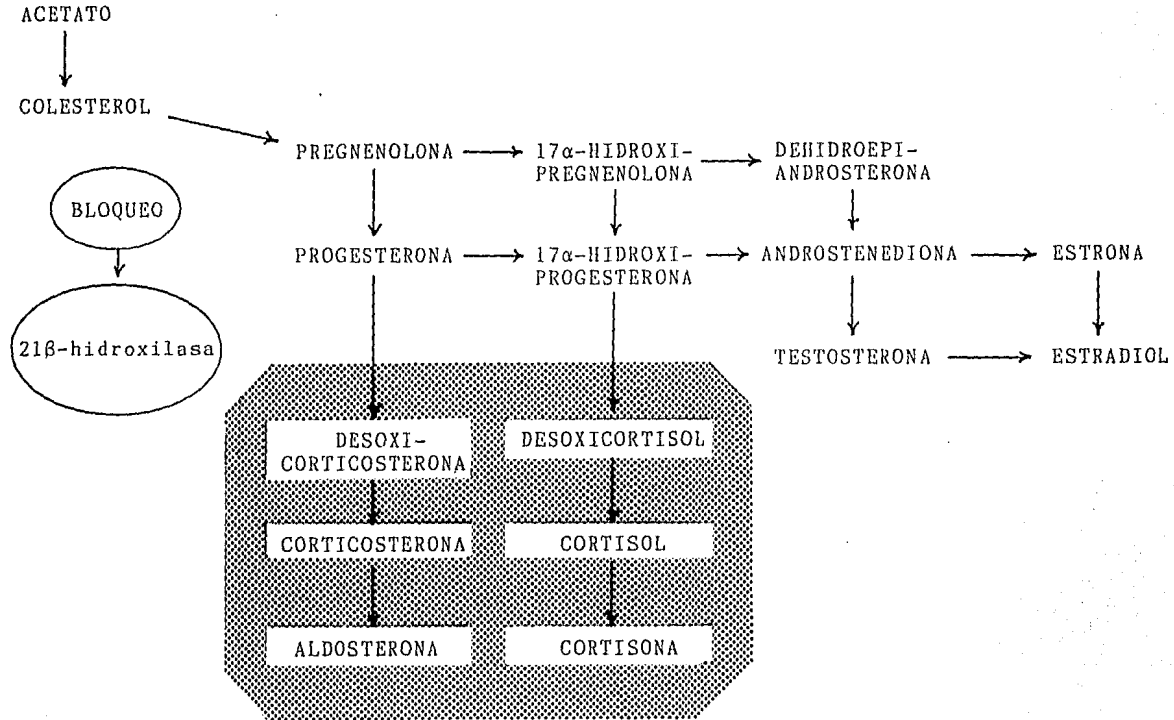 ACETATO
COLESTEROL
PREGNENOLONA
17α-HIDROXI-
PREGNENOLONA
DEHIDROEPI-
ANDROSTERONA
BLOQUEO
PROGESTERONA
17α-HIDROXI-
PROGESTERONA
ANDROSTENEDIONA
ESTRONA
21β-hidroxilasa
TESTOSTERONA
ESTRADIOL
DESOXI-
CORTICOSTERONA
DESOXICORTISOL
CORTICOSTERONA
CORTISOL
ALDOSTERONA
CORTISONA